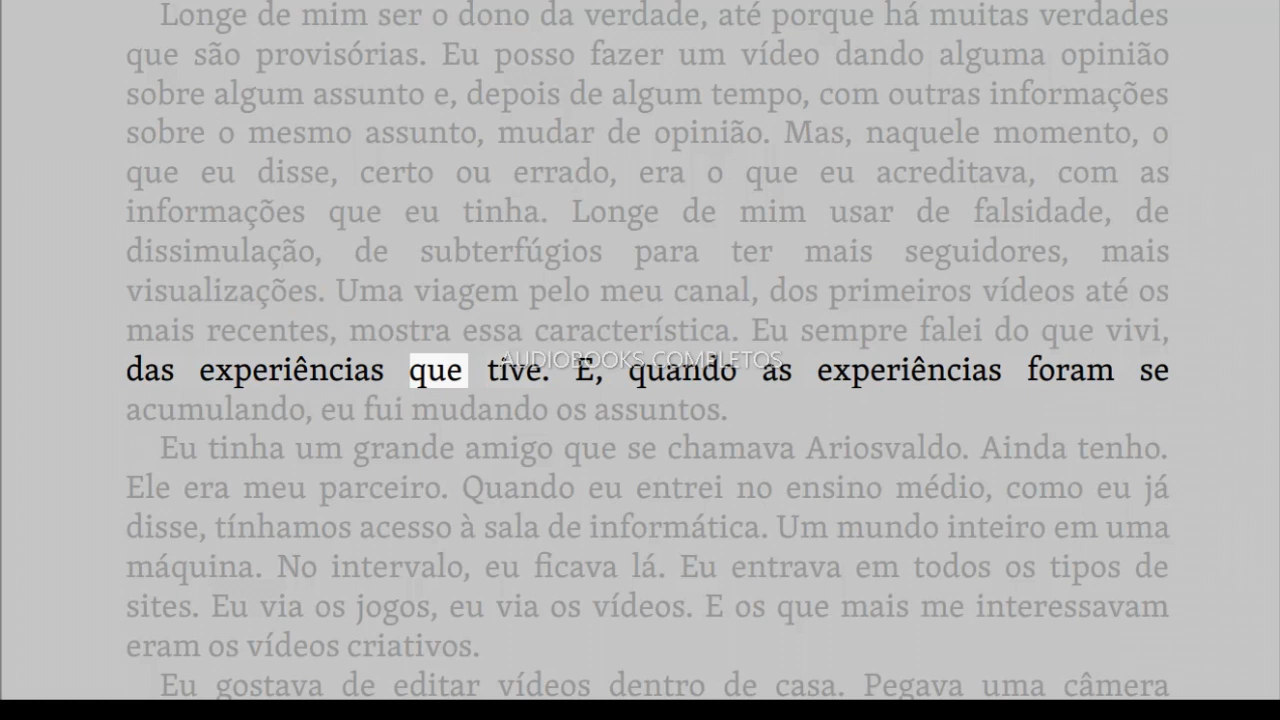 Longe de mim ser o dono da verdade, até porque há muitas verdades
que são provisórias. Eu posso fazer um vídeo dando alguma opinião
sobre algum assunto e, depois de algum tempo, com outras informações
sobre o mesmo assunto, mudar de opinião. Mas, naquele momento, o
que eu disse, certo ou errado, era o que eu acreditava, com as
informações que eu tinha. Longe de mim usar de falsidade, de
dissimulação, de subterfúgios para ter mais seguidores, mais
visualizações. Uma viagem pelo meu canal, dos primeiros vídeos até os
mais recentes, mostra essa característica. Eu sempre falei do que vivi,
AUDIOBOOKS COMPLETOS
das experiências que tive. E, quando as experiências foram se
acumulando, eu fui mudando os assuntos.
Eu tinha um grande amigo que se chamava Ariosvaldo. Ainda tenho.
Ele era meu parceiro. Quando eu entrei no ensino médio, como eu já
disse, tínhamos acesso à sala de informática. Um mundo inteiro em uma
máquina. No intervalo, eu ficava lá. Eu entrava em todos os tipos de
sites. Eu via os jogos, eu via os vídeos. E os que mais me interessavam
eram os vídeos criativos.
Eu gostava de editar vídeos dentro de casa. Pegava uma câmera